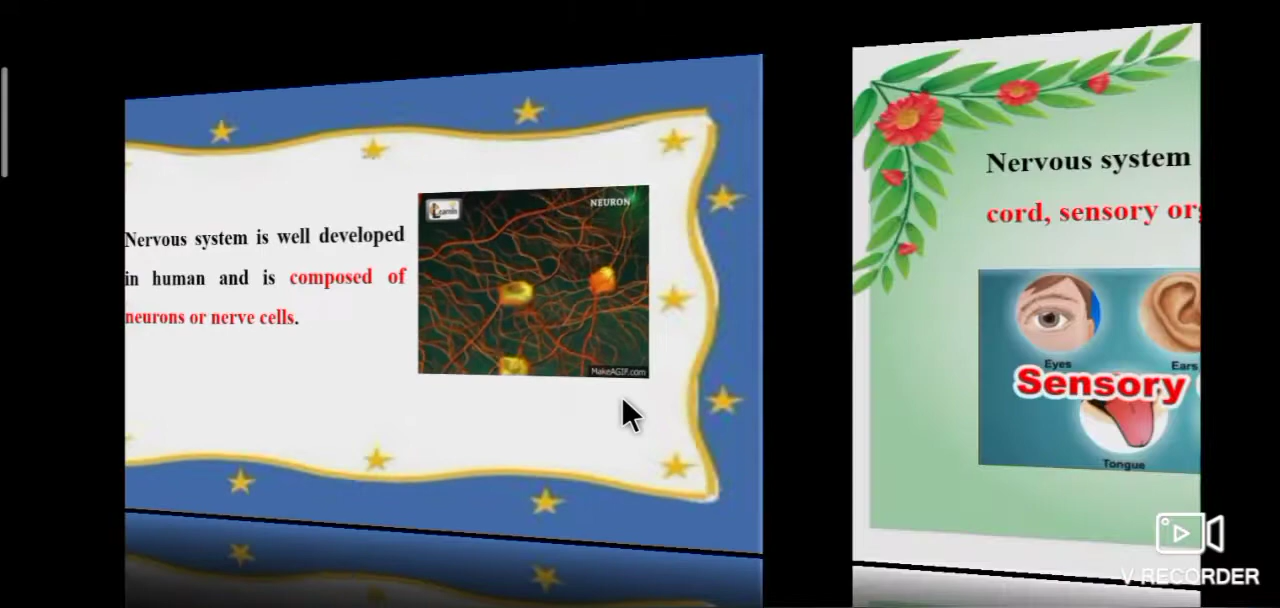 Nervous system is well developed
in human and is composed of
neurons or nerve cells.
NEURON
MakeAGIF.com
Nervous system
cord, sensory
Eyes
Ears
Sensory
Tongue
V RECORDER